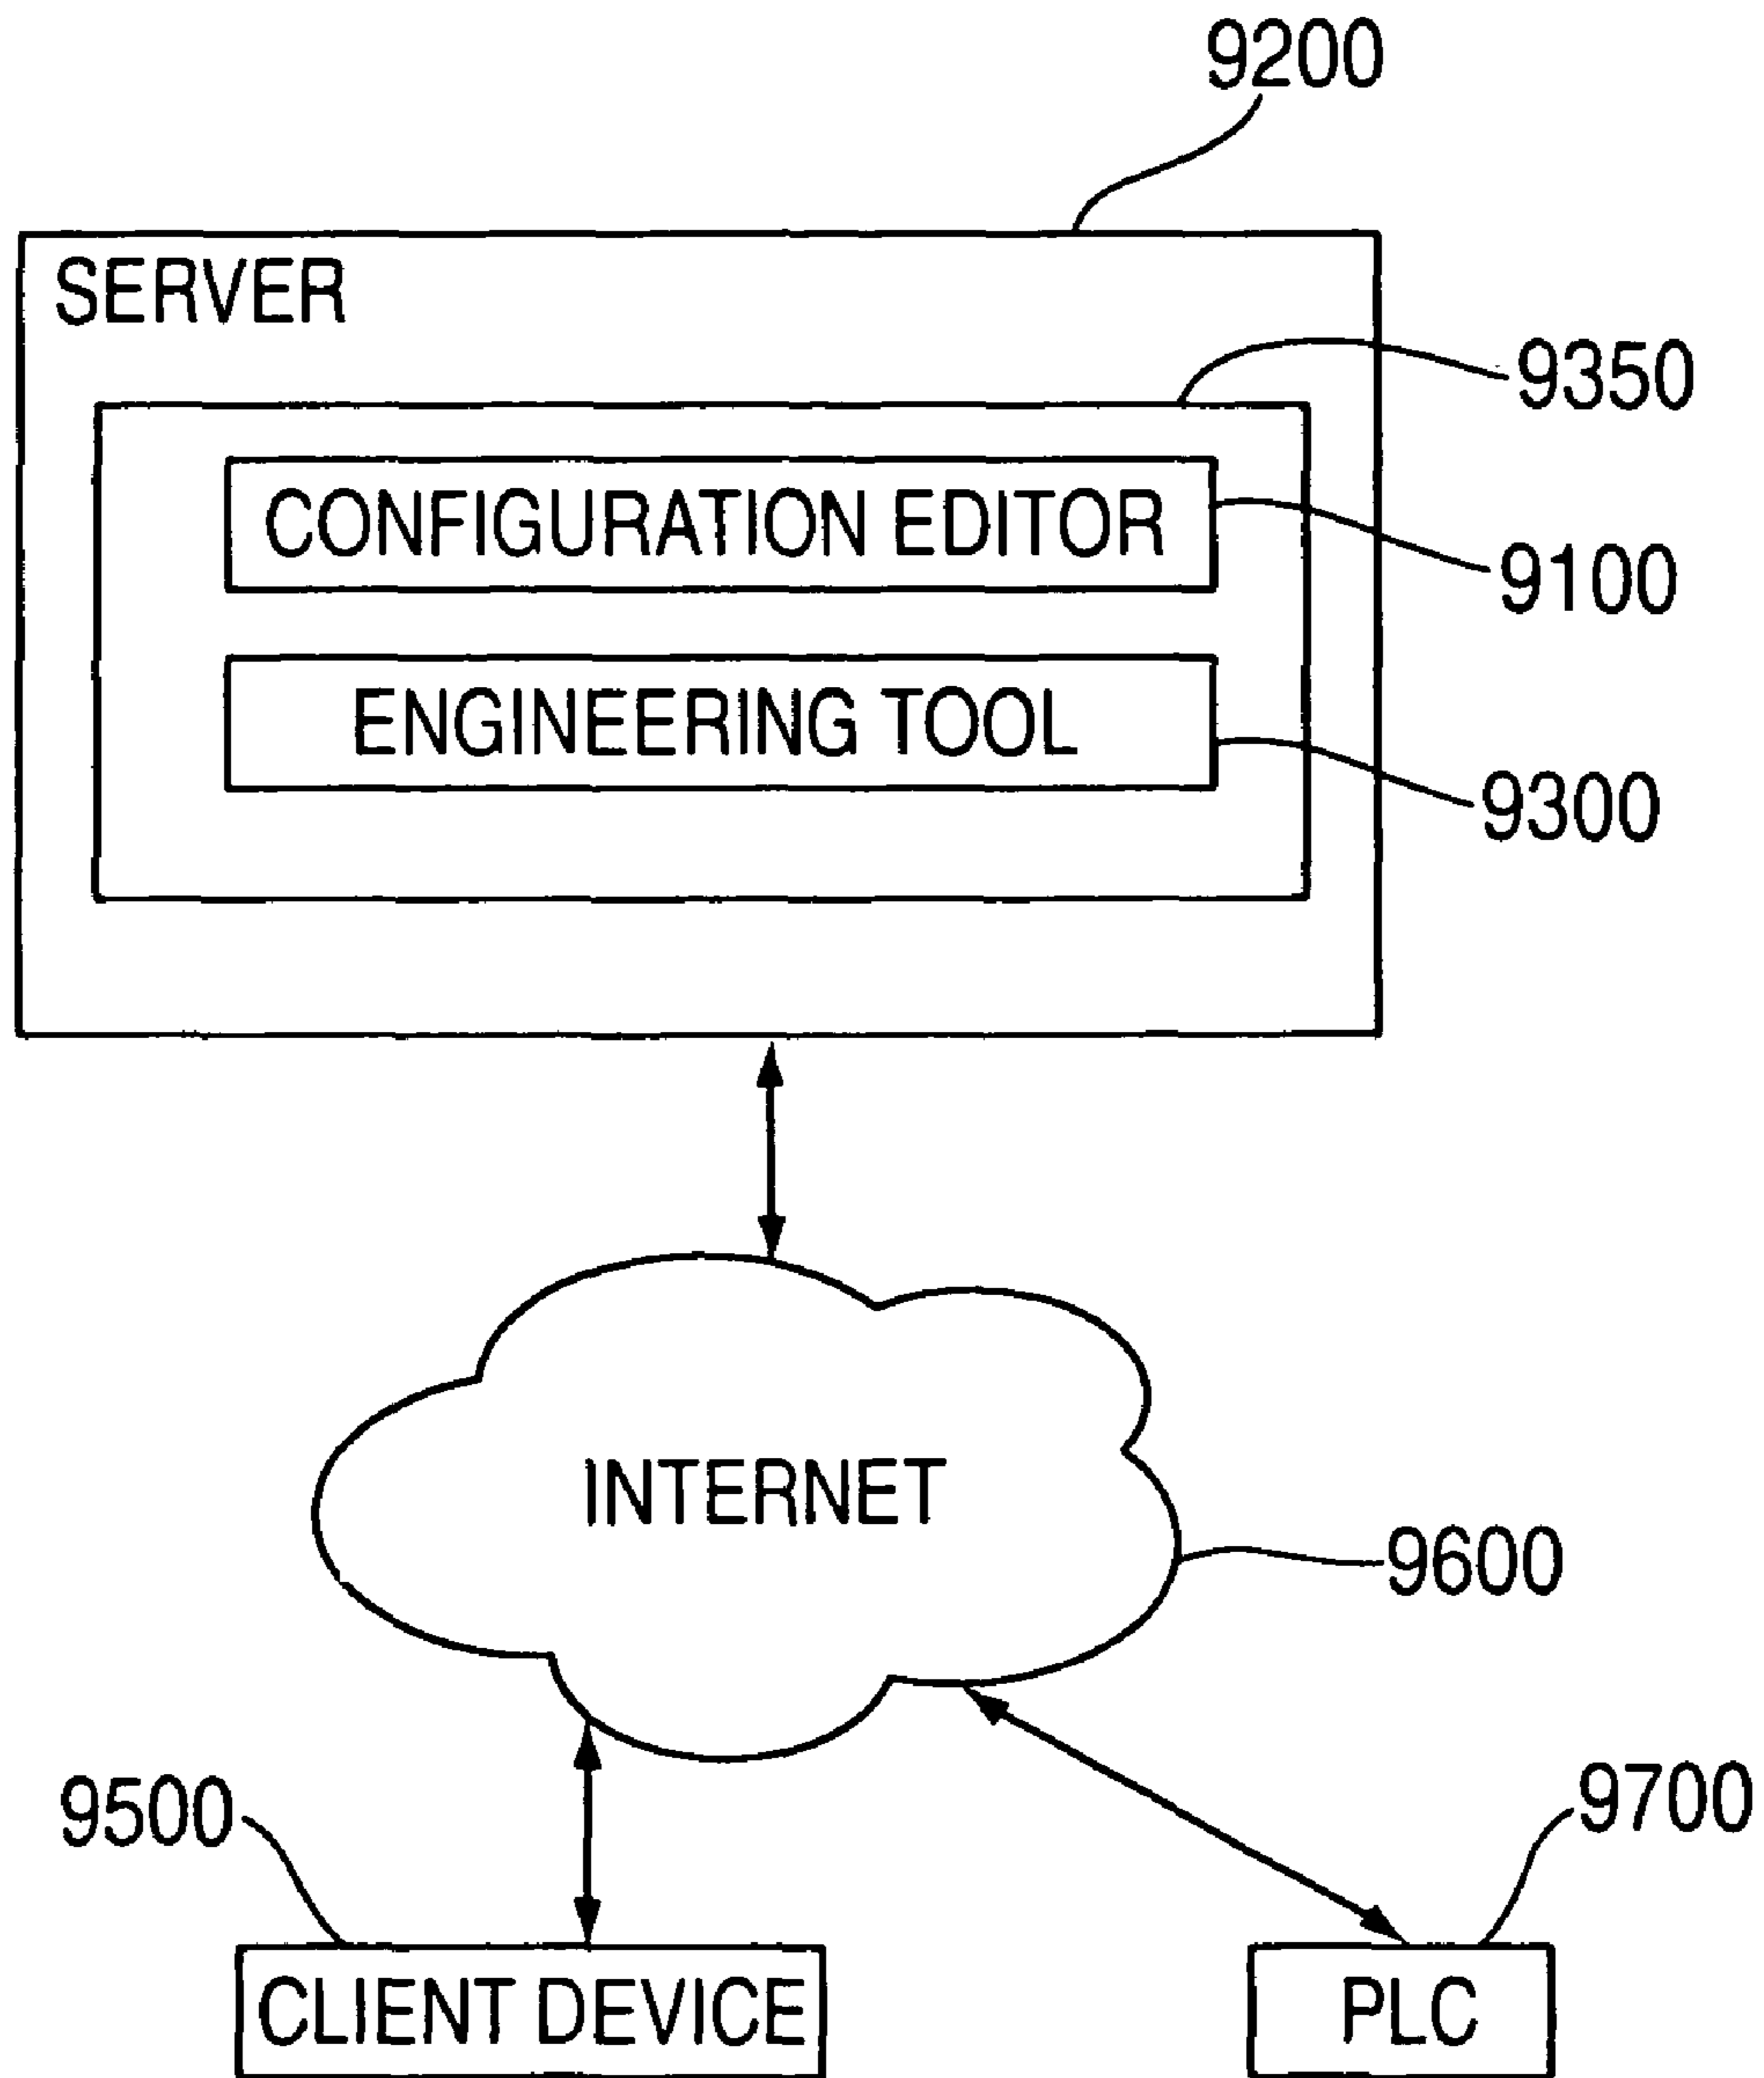 9200
SERVER
9350
CONFIGURATION EDITOR
9100
ENGINEERING TOOL
9300
INTERNET
9600
9500
9700
CLIENT DEVICE
PLC